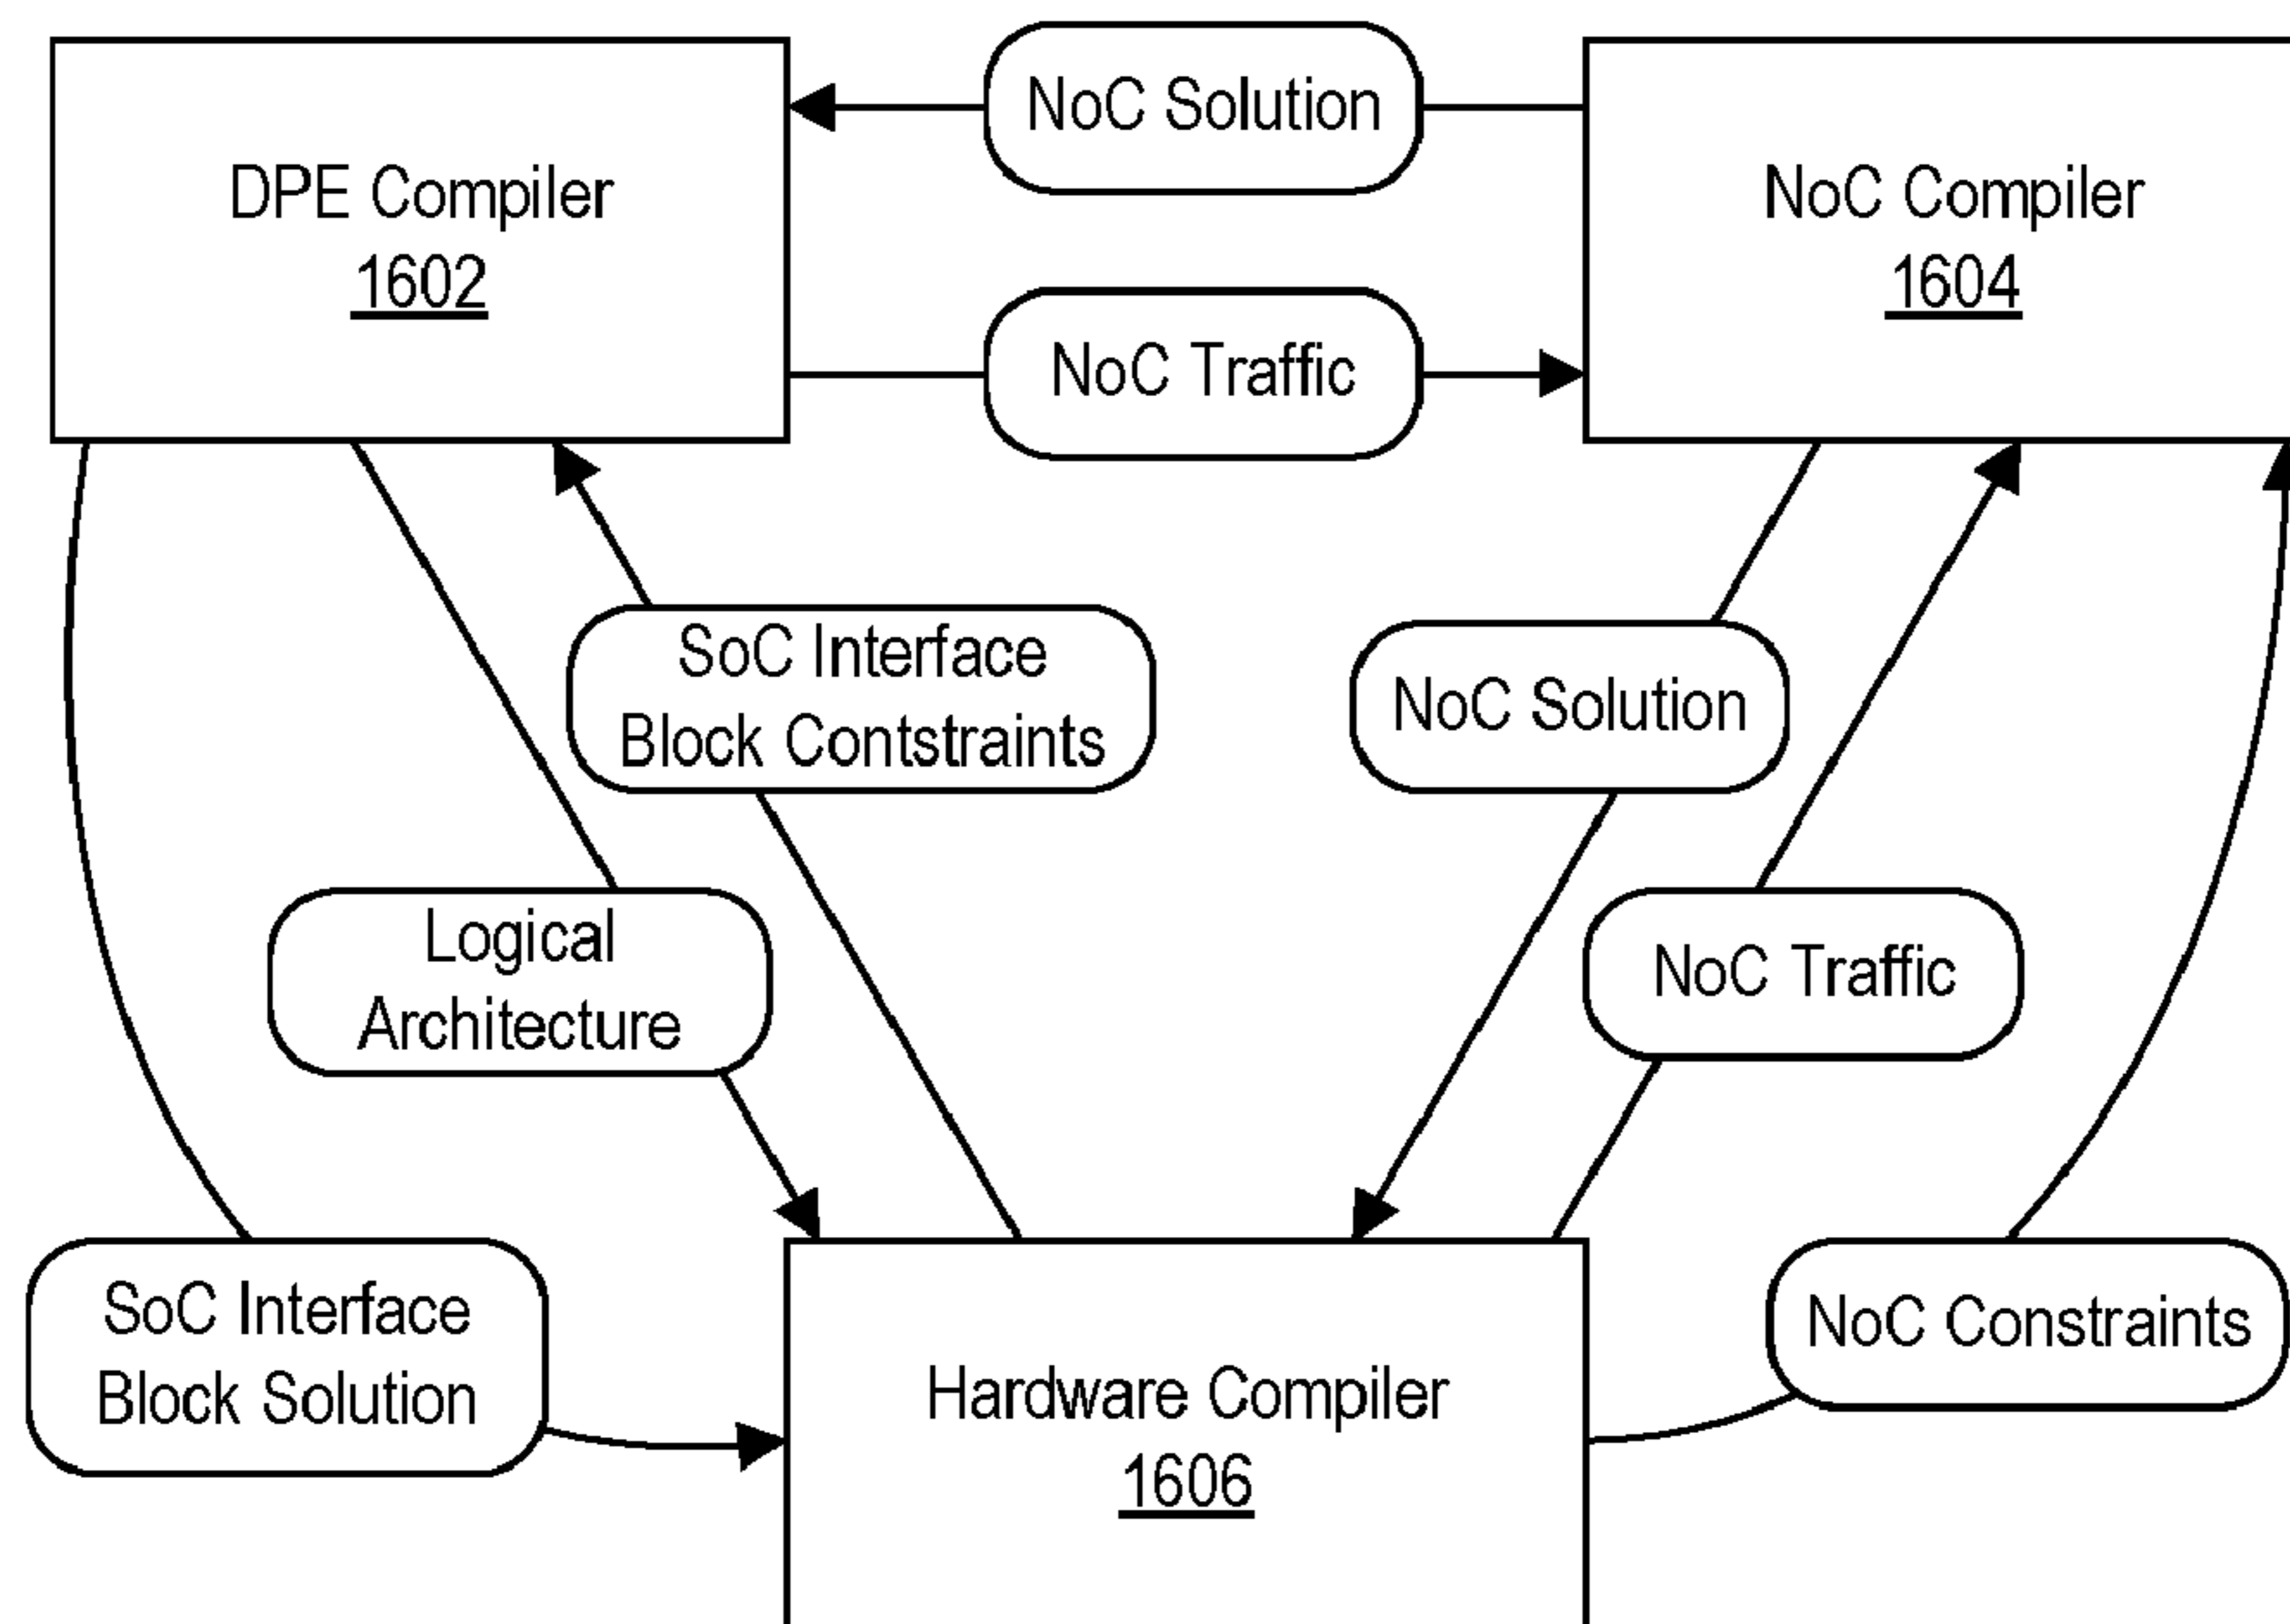 NoC Solution
DPE Compiler
1602
NoC Compiler
1604
NoC Traffic
SoC Interface
Block Contstraints
NoC Solution
Logical
Architecture
NoC Traffic
SoC Interface
Block Solution
NoC Constraints
Hardware Compiler
1606